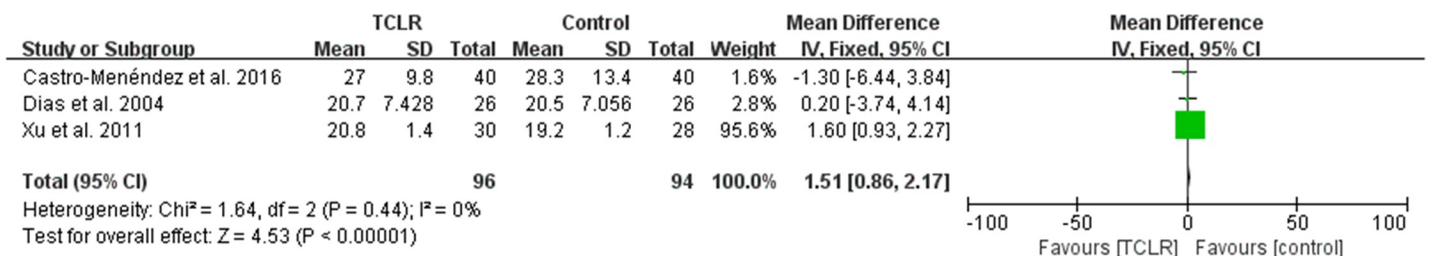 TCLR Control Mean Difference Mean Difference
Study or Subgroup Mean SD Total Mean SD Total Weight IV, Fixed, 95% CI IV, Fixed, 95% CI
Castro-Menéndez et al. 2016 27 9.8 40 28.3 13.4 40 1.6% -1.30 [-6.44, 3.84]
Dias et al. 2004 20.7 7.428 26 20.5 7.056 26 2.8% 0.20 [-3.74, 4.14]
Xu et al. 2011 20.8 1.4 30 19.2 1.2 28 95.6% 1.60 [0.93, 2.27]
Total (95% CI) 96 94 100.0% 1.51 [0.86, 2.17]
Heterogeneity: Chi² = 1.64, df = 2 (P = 0.44); I² = 0%
Test for overall effect: Z = 4.53 (P < 0.00001)
-100 -50 0 50 100
Favours [TCLR] Favours [control]